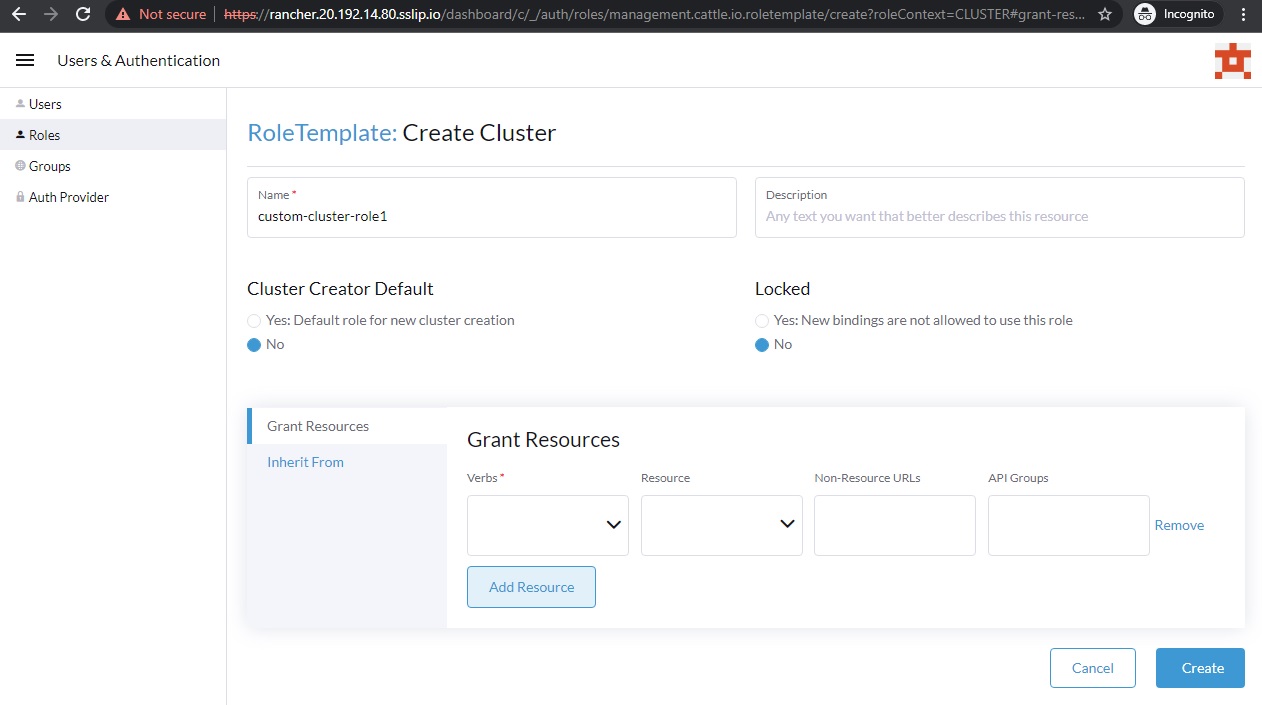 Not secure https://rancher.20.192.14.80.sslip.io/dashboard/c/_/auth/roles/management.cattle.io.roletemplate/create?roleContext=CLUSTER#grant-res... Incognito
Users & Authentication
Users
Roles
Groups
Auth Provider
RoleTemplate: Create Cluster
Name *
custom-cluster-role1
Description
Any text you want that better describes this resource
Cluster Creator Default
Yes: Default role for new cluster creation
No
Locked
Yes: New bindings are not allowed to use this role
No
Grant Resources
Inherit From
Grant Resources
Verbs * Resource Non-Resource URLs API Groups
Remove
Add Resource
Cancel Create